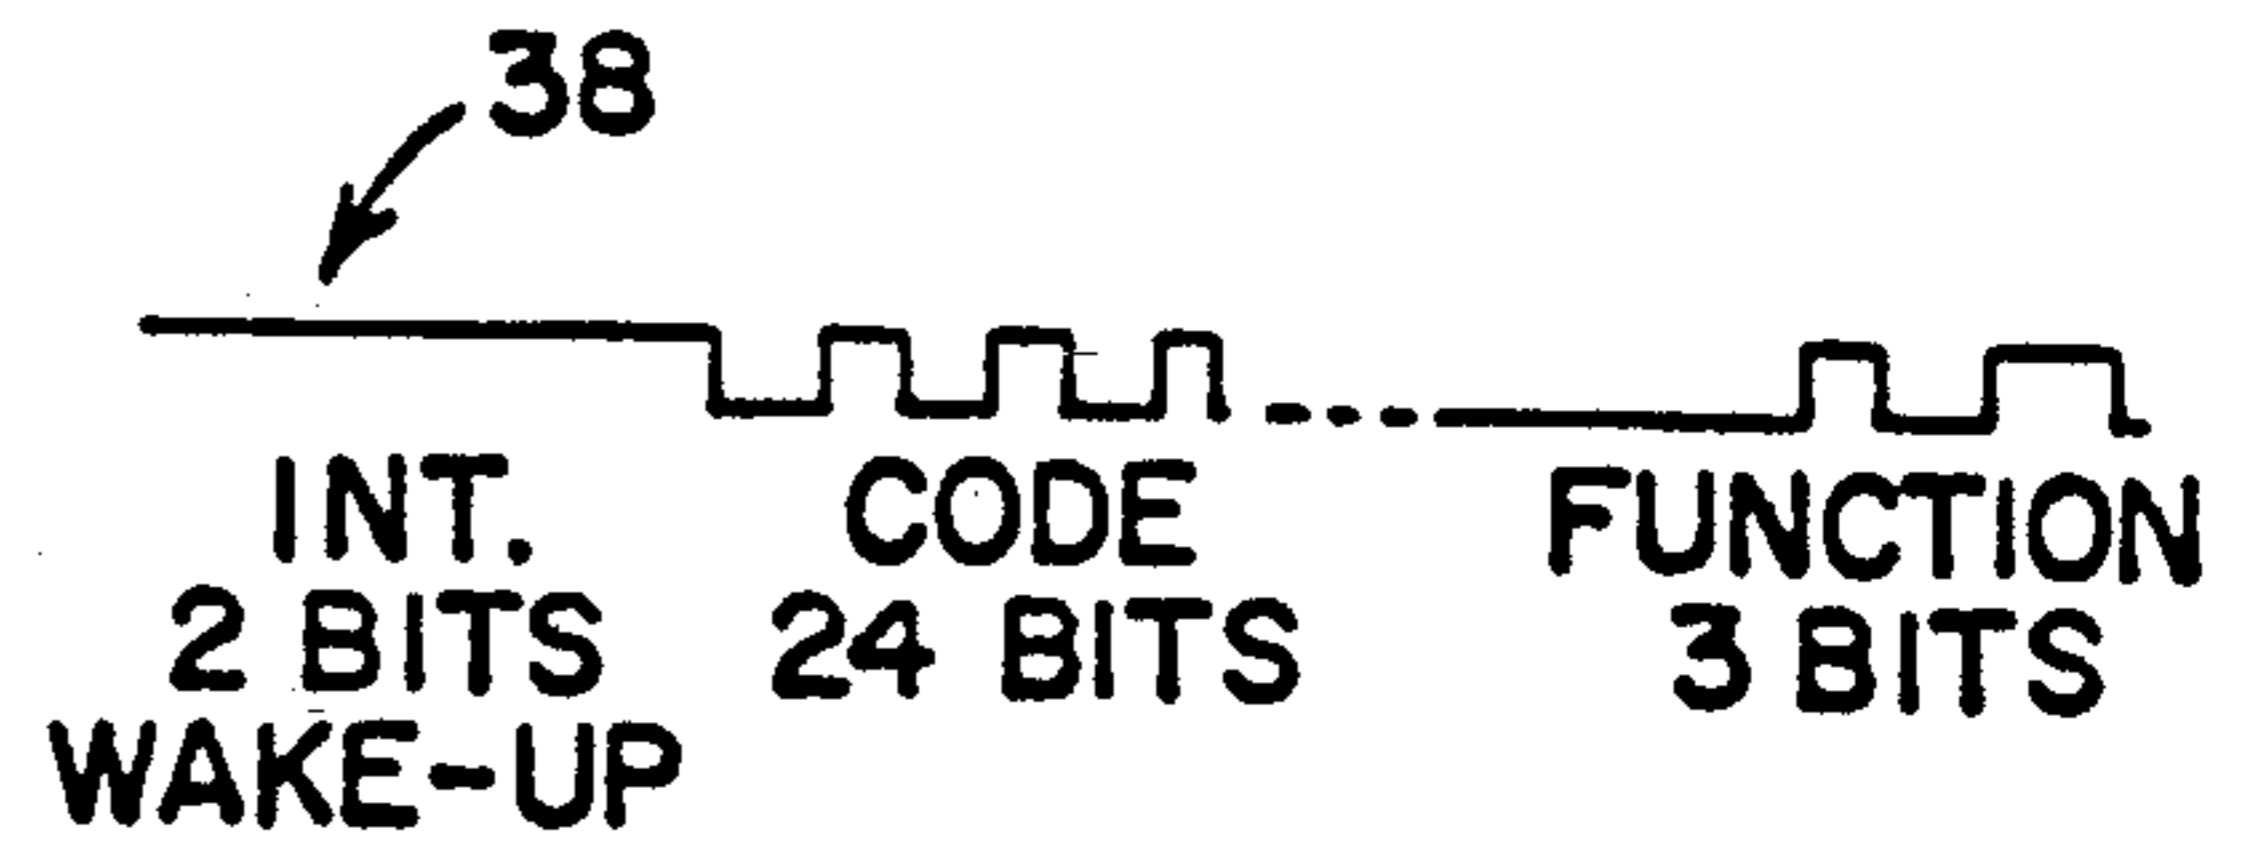 38
INT. CODE FUNCTION
2 BITS 24 BITS 3 BITS
WAKE-UP